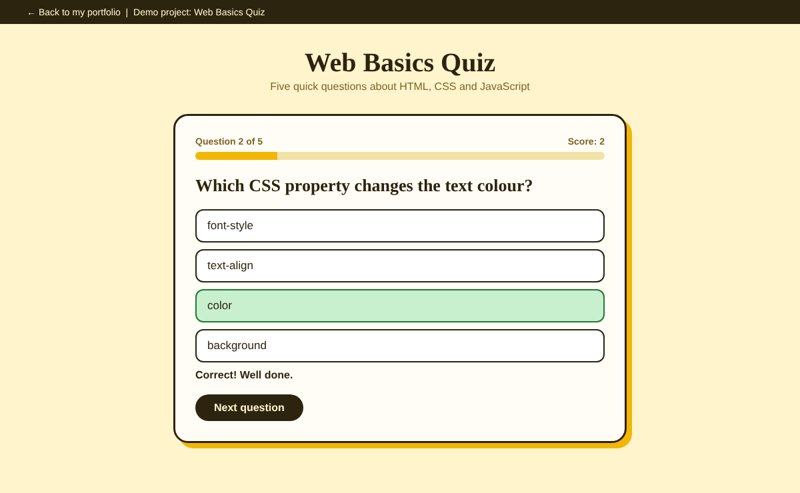 ← Back to my portfolio | Demo project: Web Basics Quiz
Web Basics Quiz
Five quick questions about HTML, CSS and JavaScript
Question 2 of 5 Score: 2
Which CSS property changes the text colour?
font-style
text-align
color
background
Correct! Well done.
Next question